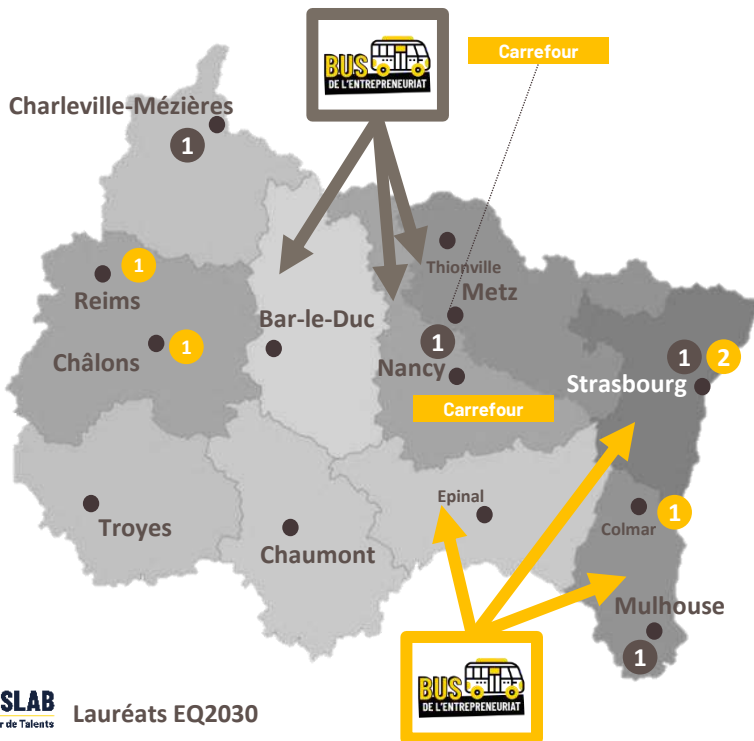 BUS
DE L'ENTREPRENEURIAT
Carrefour
Charleville-Mézières
1
Thionville
Metz
1
Reims
Bar-le-Duc
1
Châlons
1
Nancy
1
2
Strasbourg
Carrefour
Epinal
Troyes
Chaumont
1
Colmar
Mulhouse
1
BUS
DE L'ENTREPRENEURIAT
SLAB
r de Talents
Lauréats EQ2030